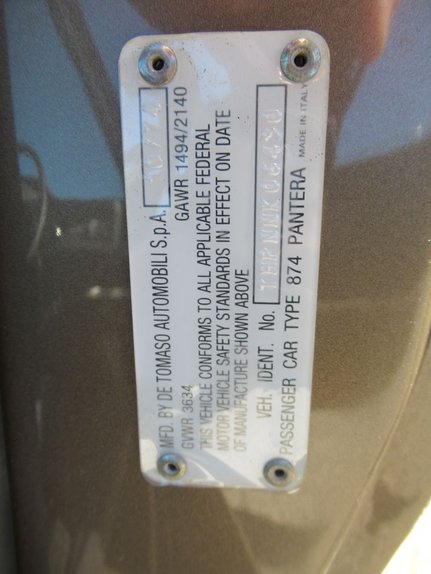 MFD. BY DE TOMASO AUTOMOBILI S.p.A. 10/74
GVWR 3634 GAWR 1494/2140
THIS VEHICLE CONFORMS TO ALL APPLICABLE FEDERAL
MOTOR VEHICLE SAFETY STANDARDS IN EFFECT ON DATE
OF MANUFACTURE SHOWN ABOVE
VEH. IDENT. No.
PASSENGER CAR TYPE 874 PANTERA MADE IN ITALY